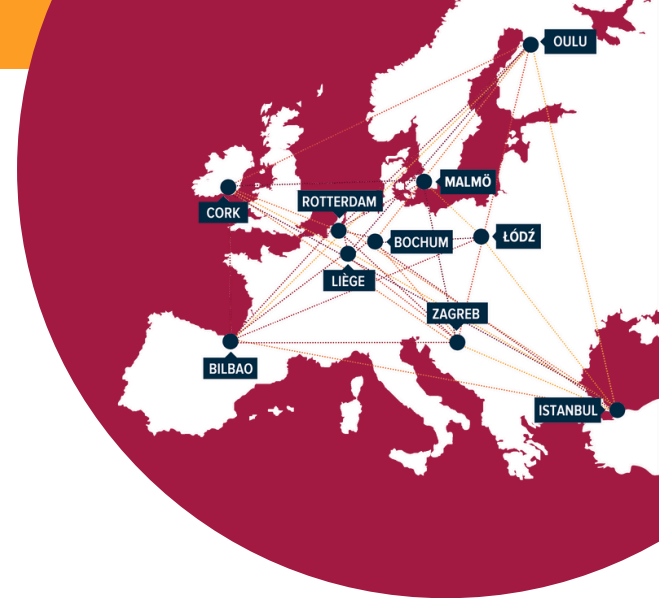 OULU
MALMÖ
ROTTERDAM
CORK
BOCHUM
ŁÓDŹ
LIÈGE
ZAGREB
BILBAO
ISTANBUL